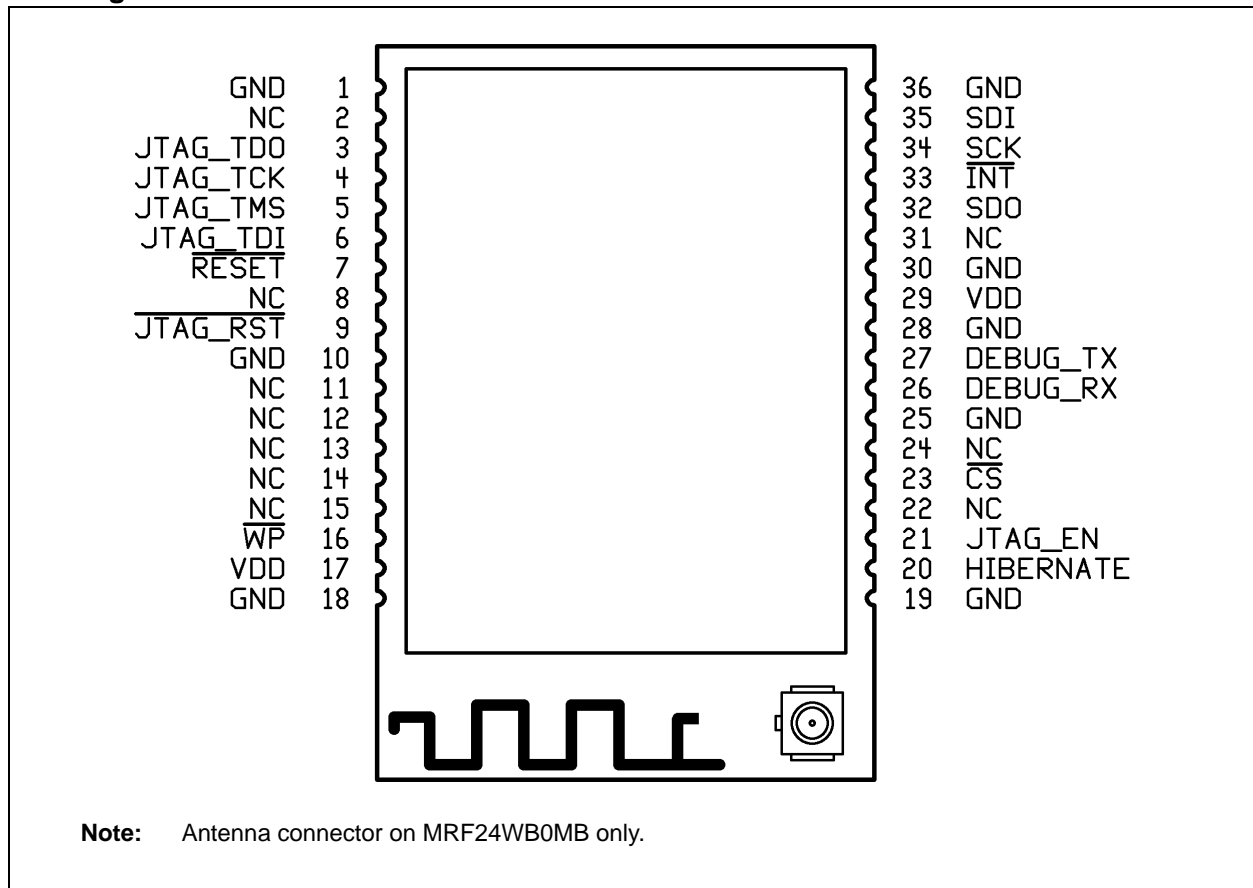 GND 1
NC 2
JTAG_TDO 3
JTAG_TCK 4
JTAG_TMS 5
JTAG_TDI 6
RESET 7
NC 8
JTAG_RST 9
GND 10
NC 11
NC 12
NC 13
NC 14
NC 15
WP 16
VDD 17
GND 18
36 GND
35 SDI
34 SCK
33 INT
32 SDO
31 NC
30 GND
29 VDD
28 GND
27 DEBUG_TX
26 DEBUG_RX
25 GND
24 NC
23 CS
22 NC
21 JTAG_EN
20 HIBERNATE
19 GND
Note: Antenna connector on MRF24WB0MB only.